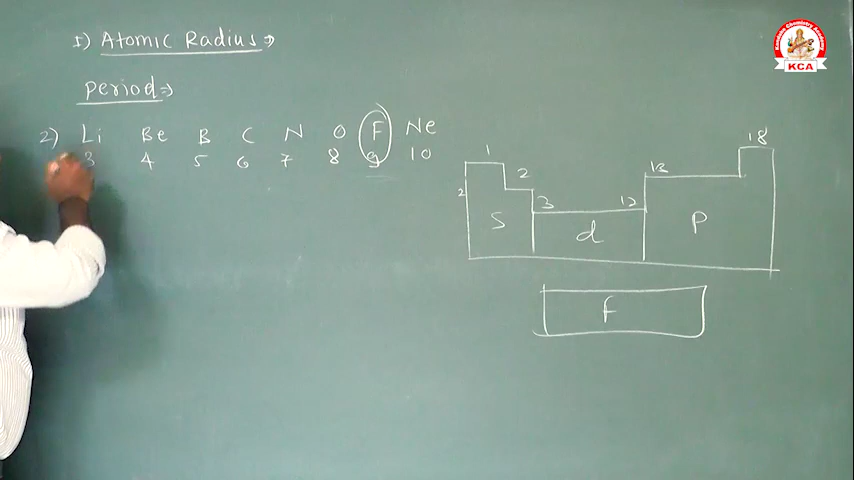 1) Atomic Radius
Period
2) Li Be B C N O F Ne
3 4 5 6 7 8 9 10
18
1
2
13
2
3
12
S
d
P
f
KCA